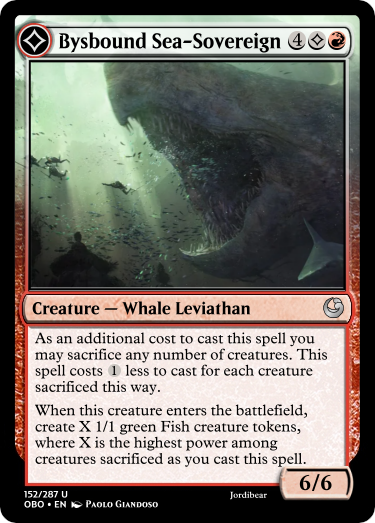 Bysbound Sea-Sovereign 4
Creature — Whale Leviathan
As an additional cost to cast this spell you
may sacrifice any number of creatures. This
spell costs 1 less to cast for each creature
sacrificed this way.
When this creature enters the battlefield,
create X 1/1 green Fish creature tokens,
where X is the highest power among
creatures sacrificed as you cast this spell.
6/6
152/287 U
OBO • EN Paolo Giandoso
Jordibear